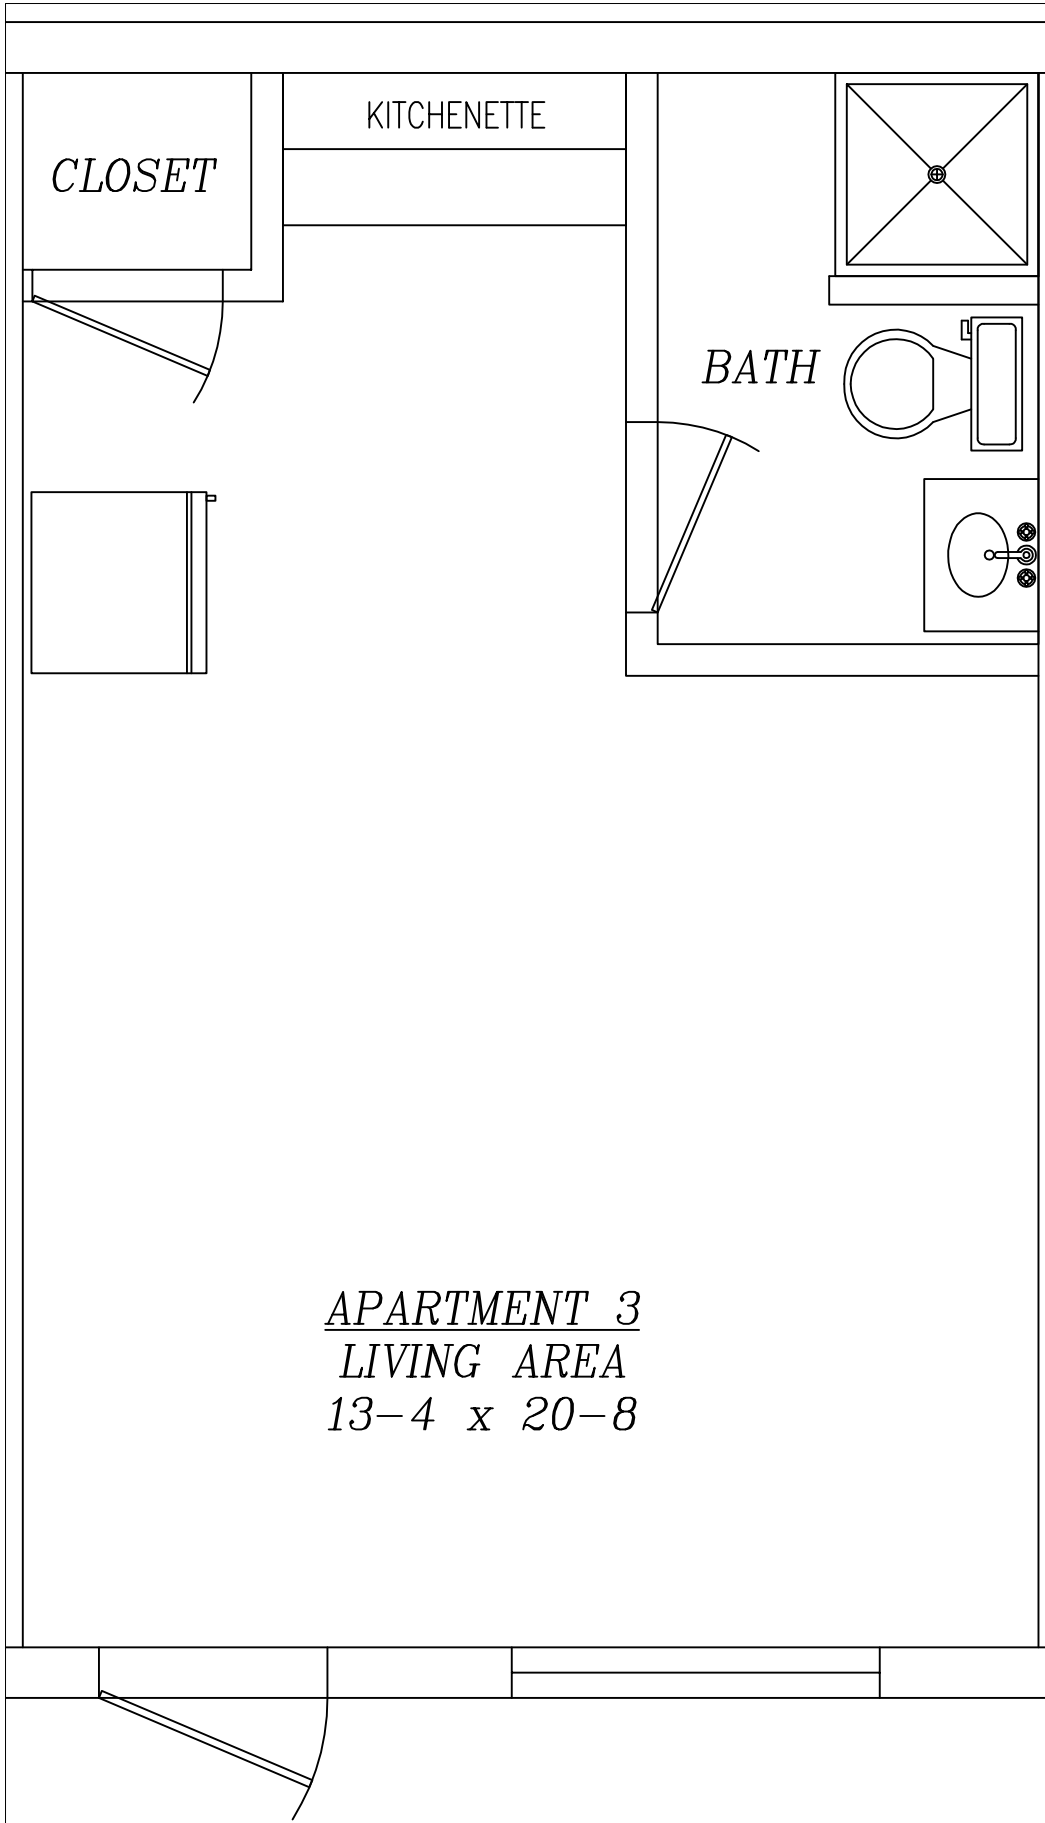 KITCHENETTE
CLOSET
BATH
APARTMENT 3
LIVING AREA
13-4 x 20-8